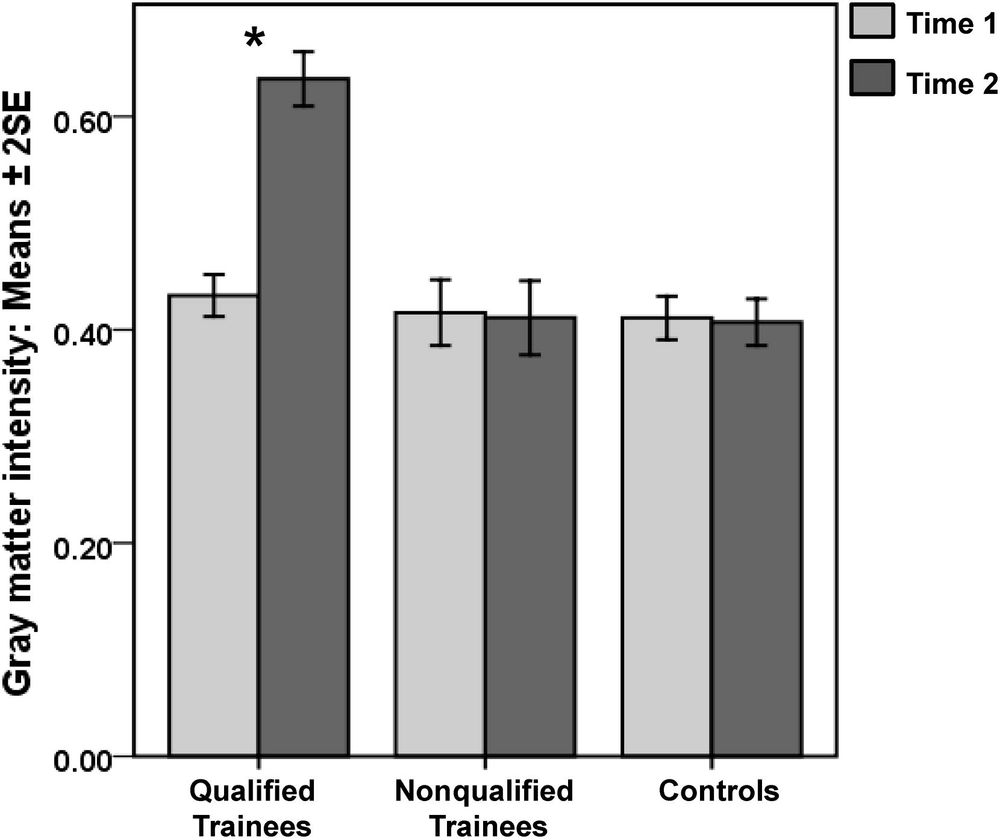 *
Time 1
Time 2
Gray matter intensity: Means ± 2SE
0.60
0.40
0.20
0.00
Qualified
Trainees
Nonqualified
Trainees
Controls